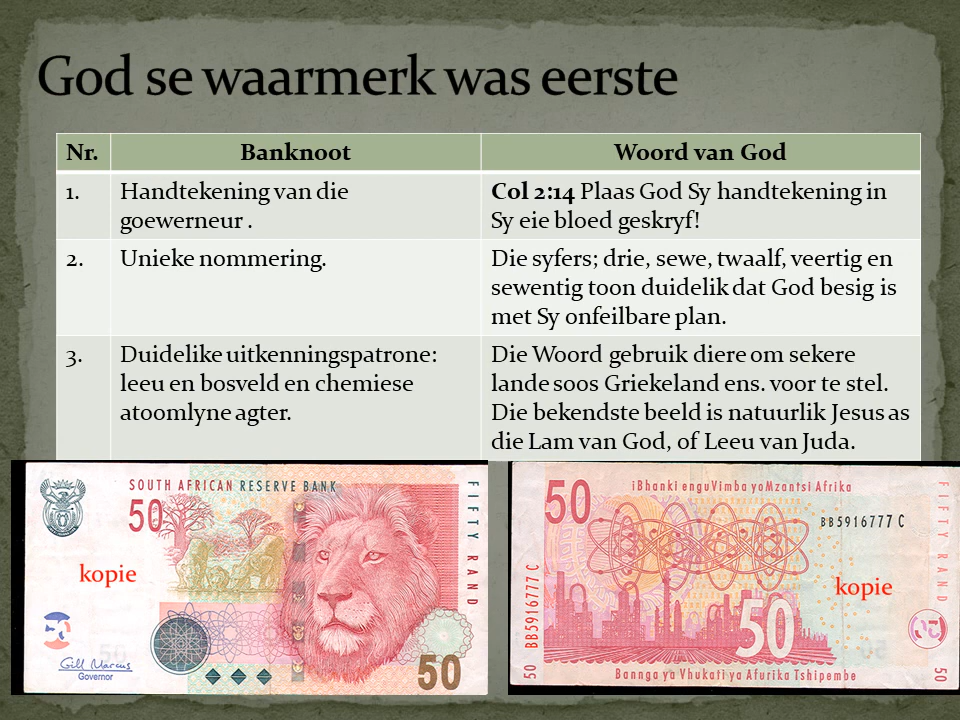 God se waarmerk was eerste
Nr. Banknoot Woord van God
1. Handtekening van die goewerneur .
Col 2:14 Plaas God Sy handtekening in
Sy eie bloed geskryf!
2. Unieke nommering.
Die syfers; drie, sewe, twaalf, veertig en
sewentig toon duidelik dat God besig is
met Sy onfeilbare plan.
3. Duidelike uitkenningspatrone:
leeu en bosveld en chemiese
atoomlyne agter.
Die Woord gebruik diere om sekere
lande soos Griekeland ens. voor te stel.
Die bekendste beeld is natuurlik Jesus as
die Lam van God, of Leeu van Juda.
SOUTH AFRICAN RESERVE BANK
50
FIFTY RAND
kopie
Gill Marcus
Governor
50
50
iBhanki enguVimba yaMzantsi Afrika
BB5916777 C
FIFTY RAND
kopie
BB5916777 C
50
50
50
Bannga ya Vhukati ya Afurika Tshipembe